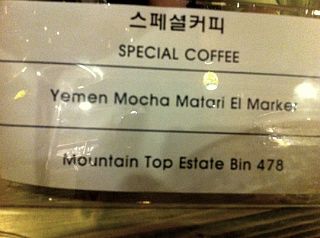 스페셜커피
SPECIAL COFFEE
Yemen Mocha Matari El Market
Mountain Top Estate Bin 478